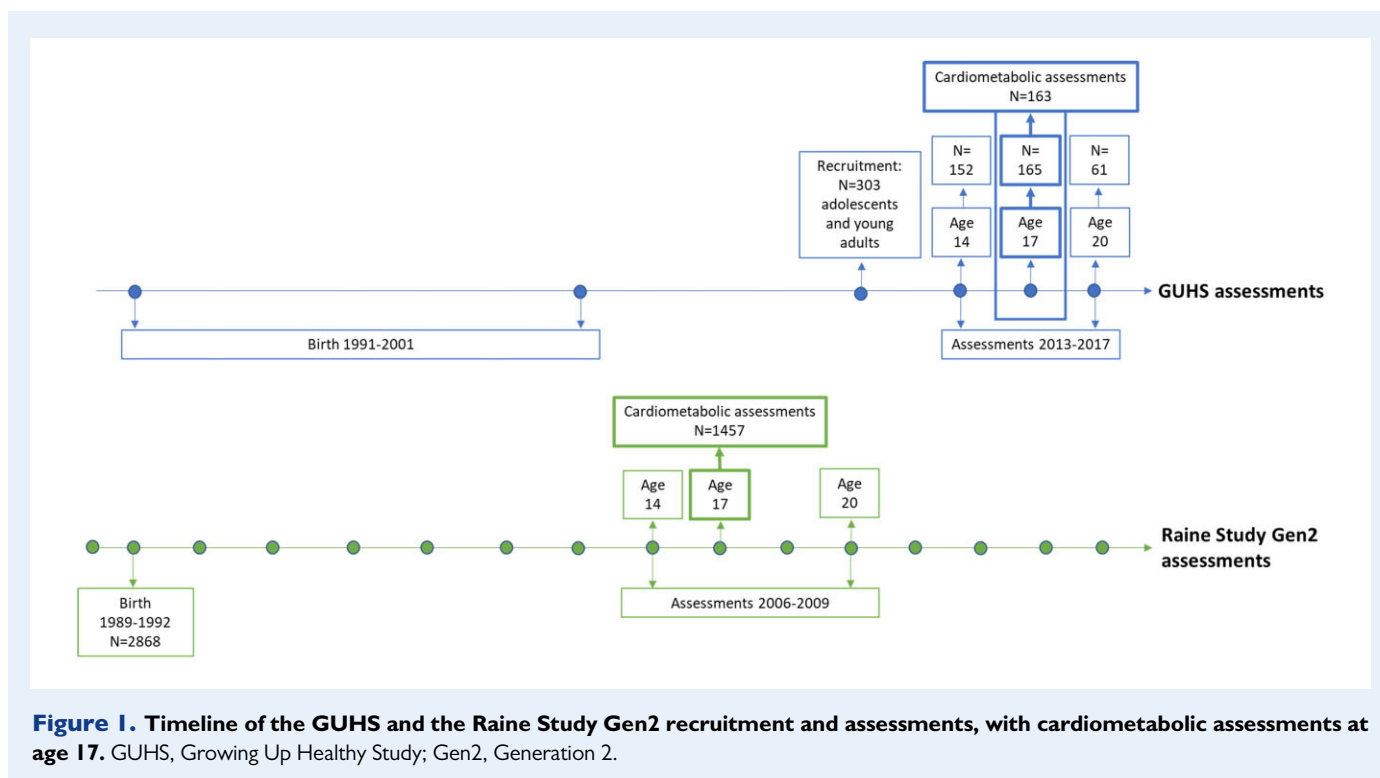 Cardiometabolic assessments
N=163
Recruitment:
N=303
adolescents
and young
adults
N=
152
N=
165
N=
61
Age
14
Age
17
Age
20
GUHS assessments
Birth 1991-2001
Assessments 2013-2017
Cardiometabolic assessments
N=1457
Age
14
Age
17
Age
20
Raine Study Gen2
assessments
Birth
1989-1992
N=2868
Assessments 2006-2009
Figure 1. Timeline of the GUHS and the Raine Study Gen2 recruitment and assessments, with cardiometabolic assessments at
age 17. GUHS, Growing Up Healthy Study; Gen2, Generation 2.